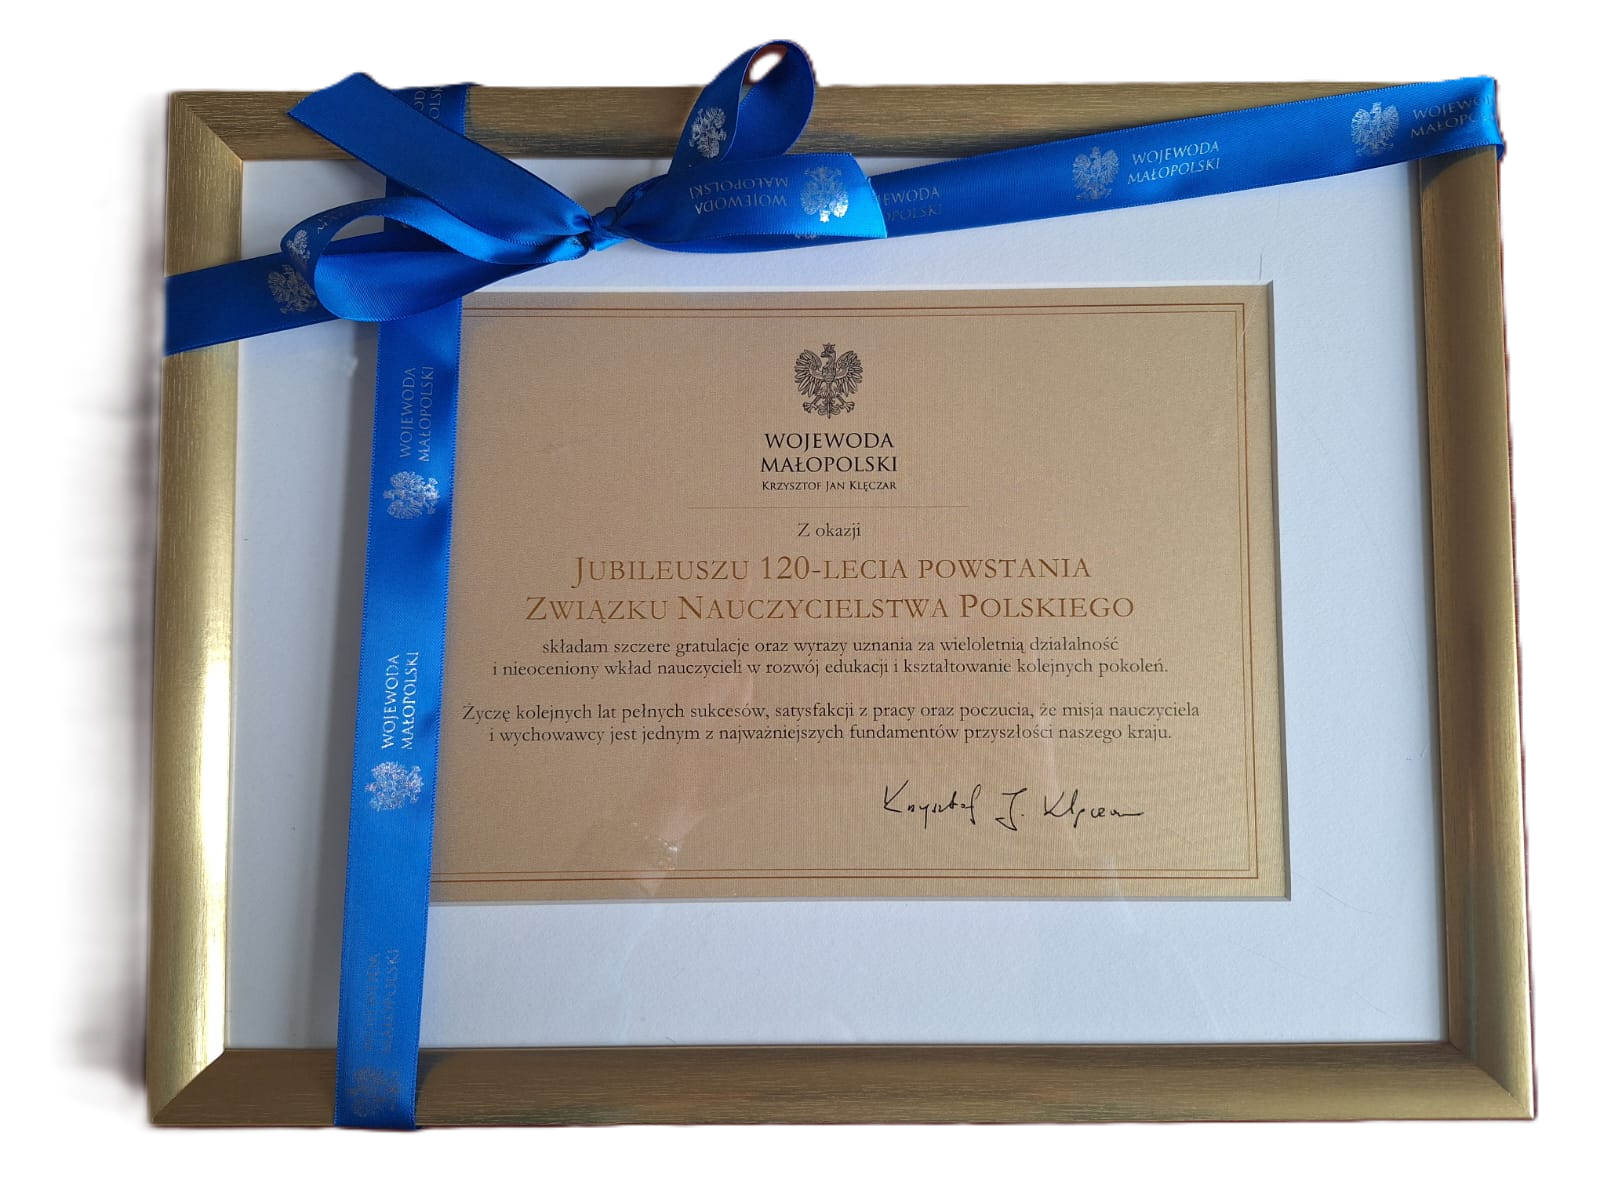 WOJEWODA
MAŁOPOLSKI
KRZYSZTOF JAN KLĘCZAR
Z okazji
JUBILEUSZU 120-LECIA POWSTANIA
ZWIĄZKU NAUCZYCIELSTWA POLSKIEGO
składam szczere gratulacje oraz wyrazy uznania za wieloletnią działalność
i nieoceniony wkład nauczycieli w rozwój edukacji i kształtowanie kolejnych pokoleń.
Życzę kolejnych lat pełnych sukcesów, satysfakcji z pracy oraz poczucia, że misja nauczyciela
i wychowawcy jest jednym z najważniejszych fundamentów przyszłości naszego kraju.
Krzysztof J. Klęczar
WOJEWODA
MAŁOPOLSKI
WOJEWODA
MAŁOPOLSKI
WOJEWODA
MAŁOPOLSKI
WOJEWODA
MAŁOPOLSKI